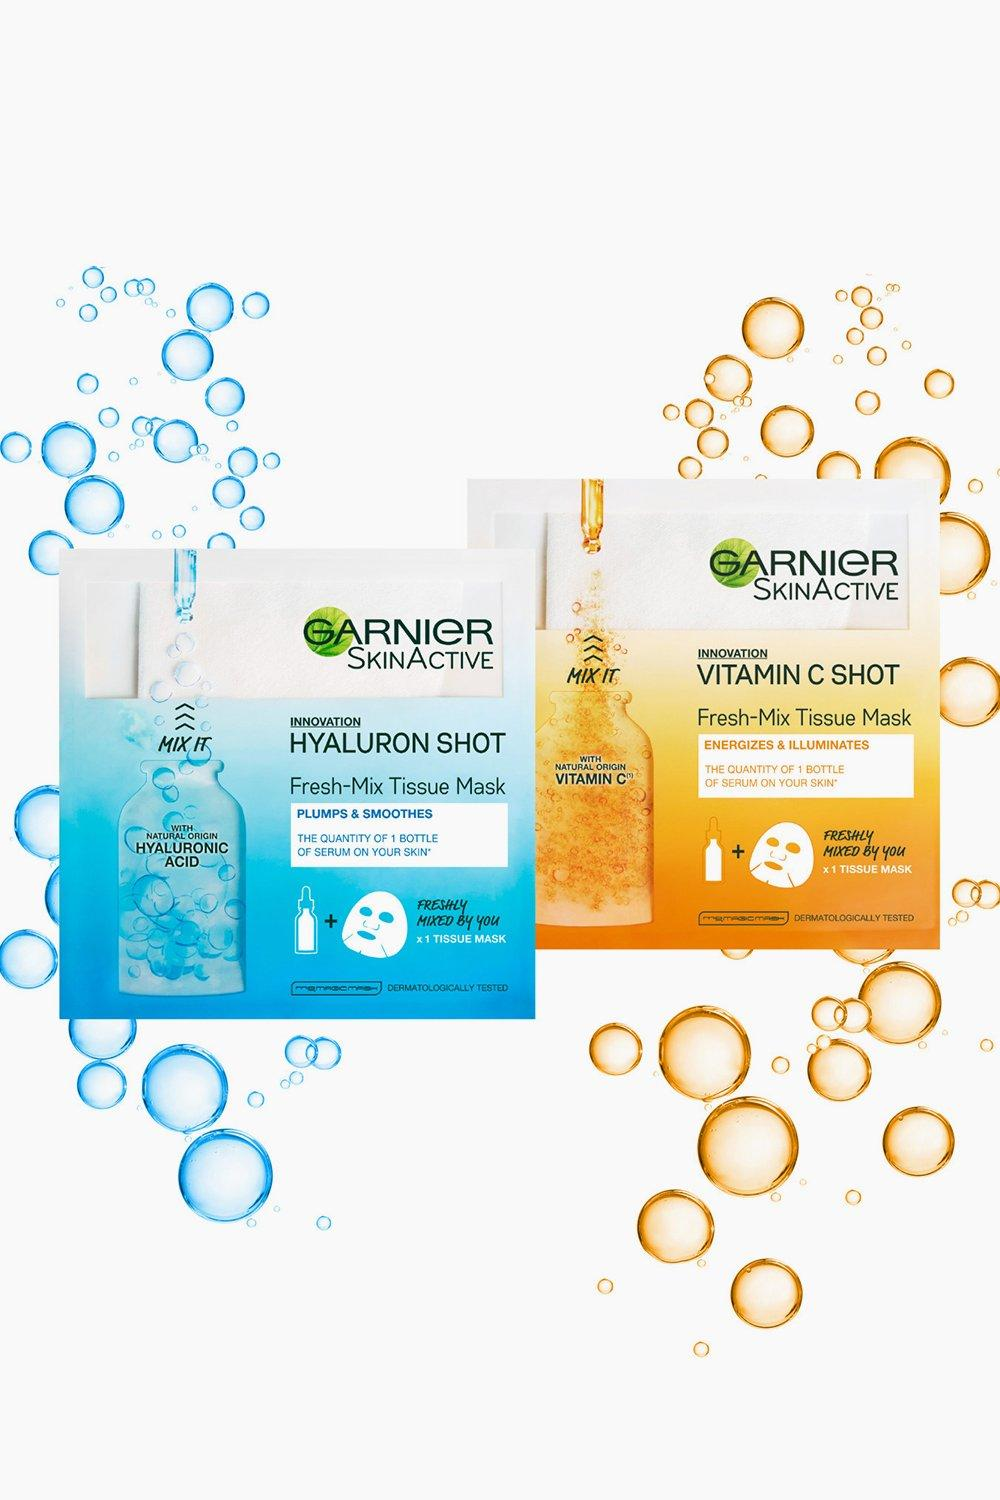 GARNIER
SKINACTIVE
INNOVATION
HYALURON SHOT
Fresh-Mix Tissue Mask
PLUMPS & SMOOTHES
THE QUANTITY OF 1 BOTTLE
OF SERUM ON YOUR SKIN*
MIX IT
WITH
NATURAL ORIGIN
HYALURONIC
ACID
+
FRESHLY
MIXED BY YOU
x 1 TISSUE MASK
DERMATOLOGICALLY TESTED
GARNIER
SKINACTIVE
INNOVATION
VITAMIN C SHOT
Fresh-Mix Tissue Mask
ENERGIZES & ILLUMINATES
THE QUANTITY OF 1 BOTTLE
OF SERUM ON YOUR SKIN*
MIX IT
WITH
NATURAL ORIGIN
VITAMIN C(1)
+
FRESHLY
MIXED BY YOU
x 1 TISSUE MASK
DERMATOLOGICALLY TESTED